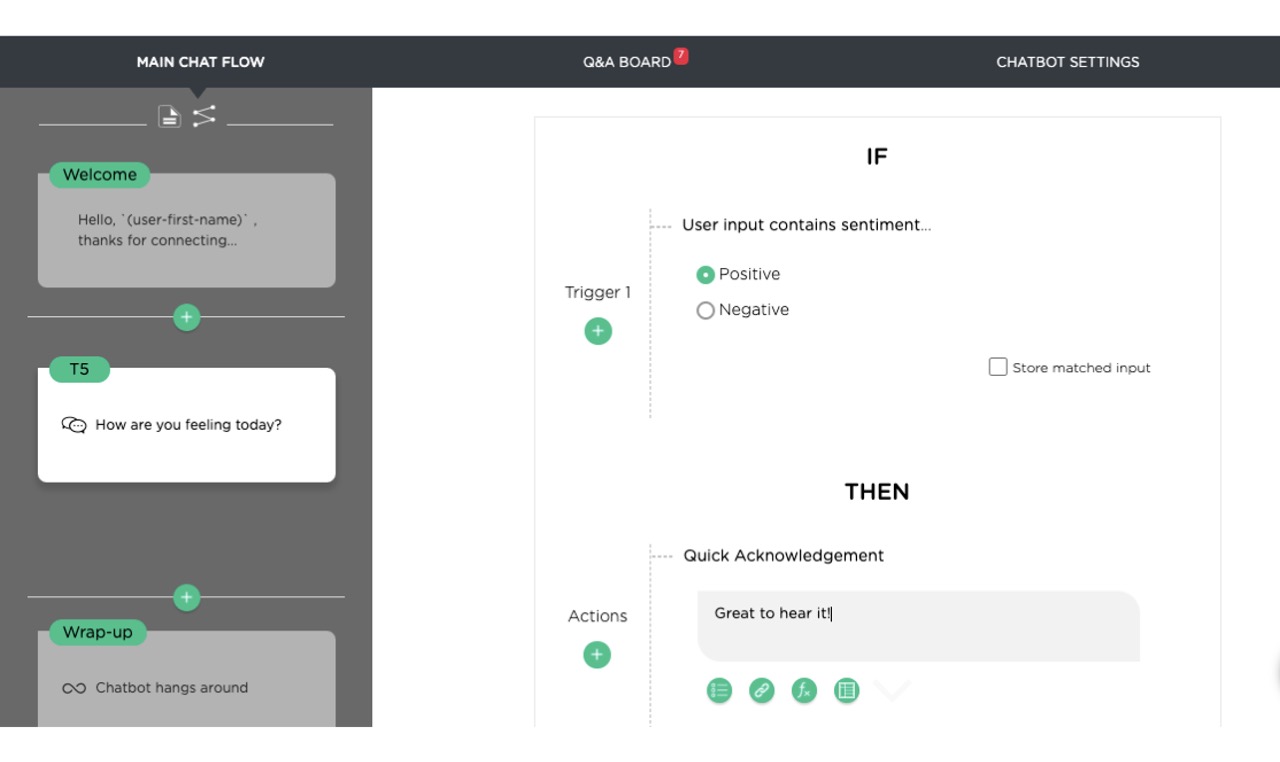 MAIN CHAT FLOW
Q&A BOARD
7
CHATBOT SETTINGS
Welcome
Hello, `(user-first-name)` ,
thanks for connecting...
T5
How are you feeling today?
Wrap-up
Chatbot hangs around
IF
User input contains sentiment...
Trigger 1
Positive
Negative
Store matched input
THEN
Quick Acknowledgement
Actions
Great to hear it!